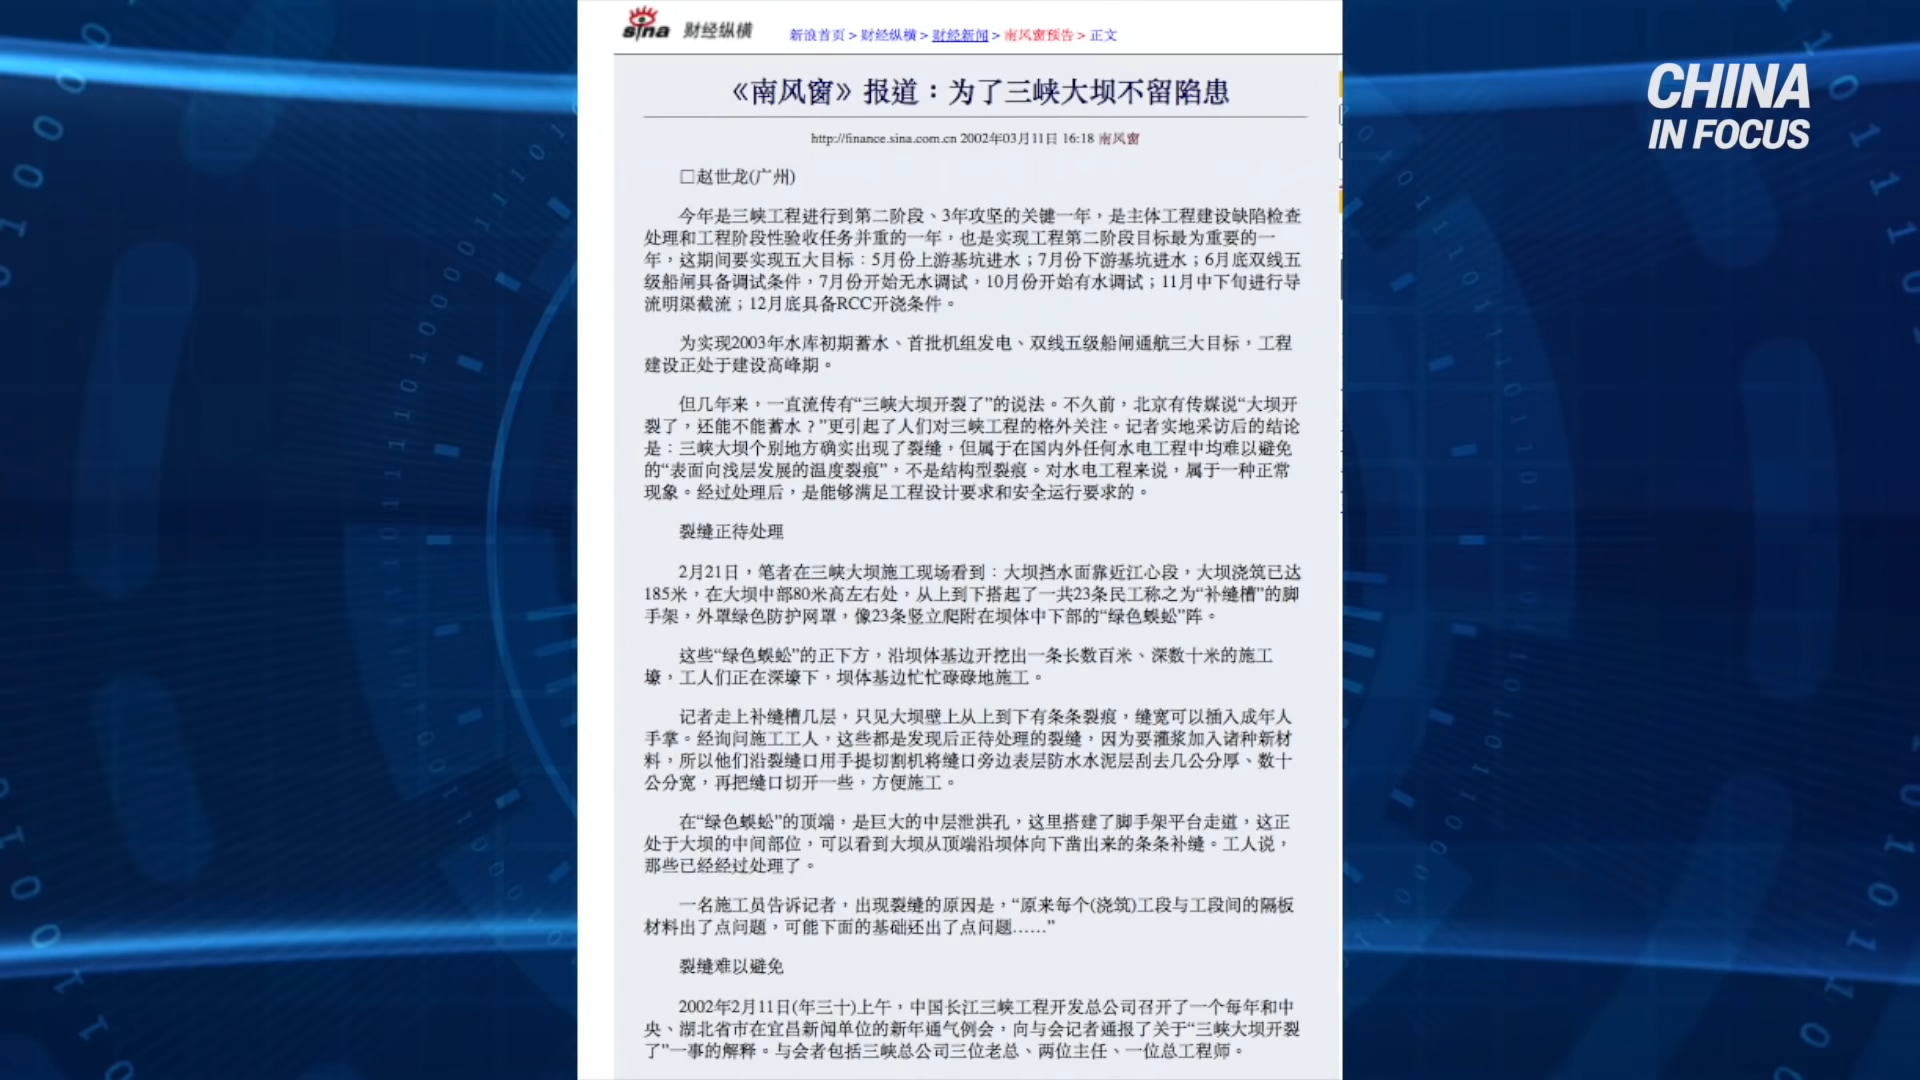 sina 财经纵横 新浪首页 > 财经纵横 > 财经新闻 > 南风窗预告 > 正文
CHINA
IN FOCUS
《南风窗》报道：为了三峡大坝不留陷患
http://finance.sina.com.cn 2002年03月11日 16:18 南风窗
□赵世龙(广州)
今年是三峡工程进行到第二阶段、3年攻坚的关键一年，是主体工程建设缺陷检查
处理和工程阶段性验收任务并重的一年，也是实现工程第二阶段目标最为重要的一
年，这期间要实现五大目标：5月份上游基坑进水；7月份下游基坑进水；6月底双线五
级船闸具备调试条件，7月份开始无水调试，10月份开始有水调试；11月中下旬进行导
流明渠截流；12月底具备RCC开浇条件。
为实现2003年水库初期蓄水、首批机组发电、双线五级船闸通航三大目标，工程
建设正处于建设高峰期。
但几年来，一直流传有“三峡大坝开裂了”的说法。不久前，北京有传媒说“大坝开
裂了，还能不能蓄水？”更引起了人们对三峡工程的格外关注。记者实地采访后的结论
是：三峡大坝个别地方确实出现了裂缝，但属于在国内外任何水电工程中均难以避免
的“表面向浅层发展的温度裂痕”，不是结构型裂痕。对水电工程来说，属于一种正常
现象。经过处理后，是能够满足工程设计要求和安全运行要求的。
裂缝正待处理
2月21日，笔者在三峡大坝施工现场看到：大坝挡水面靠近江心段，大坝浇筑已达
185米，在大坝中部80米高左右处，从上到下搭起了一共23条民工称之为“补缝槽”的脚
手架，外罩绿色防护网罩，像23条竖立爬附在坝体中下部的“绿色蜈蚣”阵。
这些“绿色蜈蚣”的正下方，沿坝体基边开挖出一条长数百米、深数十米的施工
壕，工人们正在深壕下，坝体基边忙忙碌碌地施工。
记者走上补缝槽几层，只见大坝壁上从上到下有条条裂痕，缝宽可以插入成年人
手掌。经询问施工工人，这些都是发现后正待处理的裂缝，因为要灌浆加入诸种新材
料，所以他们沿裂缝口用手提切割机将缝口旁边表层防水水泥层刮去几公分厚、数十
公分宽，再把缝口切开一些，方便施工。
在“绿色蜈蚣”的顶端，是巨大的中层泄洪孔，这里搭建了脚手架平台走道，这正
处于大坝的中间部位，可以看到大坝从顶端沿坝体向下凿出来的条条补缝。工人说，
那些已经经过处理了。
一名施工员告诉记者，出现裂缝的原因是，“原来每个(浇筑)工段与工段间的隔板
材料出了点问题，可能下面的基础还出了点问题……”
裂缝难以避免
2002年2月11日(年三十)上午，中国长江三峡工程开发总公司召开了一个每年和中
央、湖北省市在宜昌新闻单位的新年通气例会，向与会记者通报了关于“三峡大坝开裂
了”一事的解释。与会者包括三峡总公司三位老总、两位主任、一位总工程师。